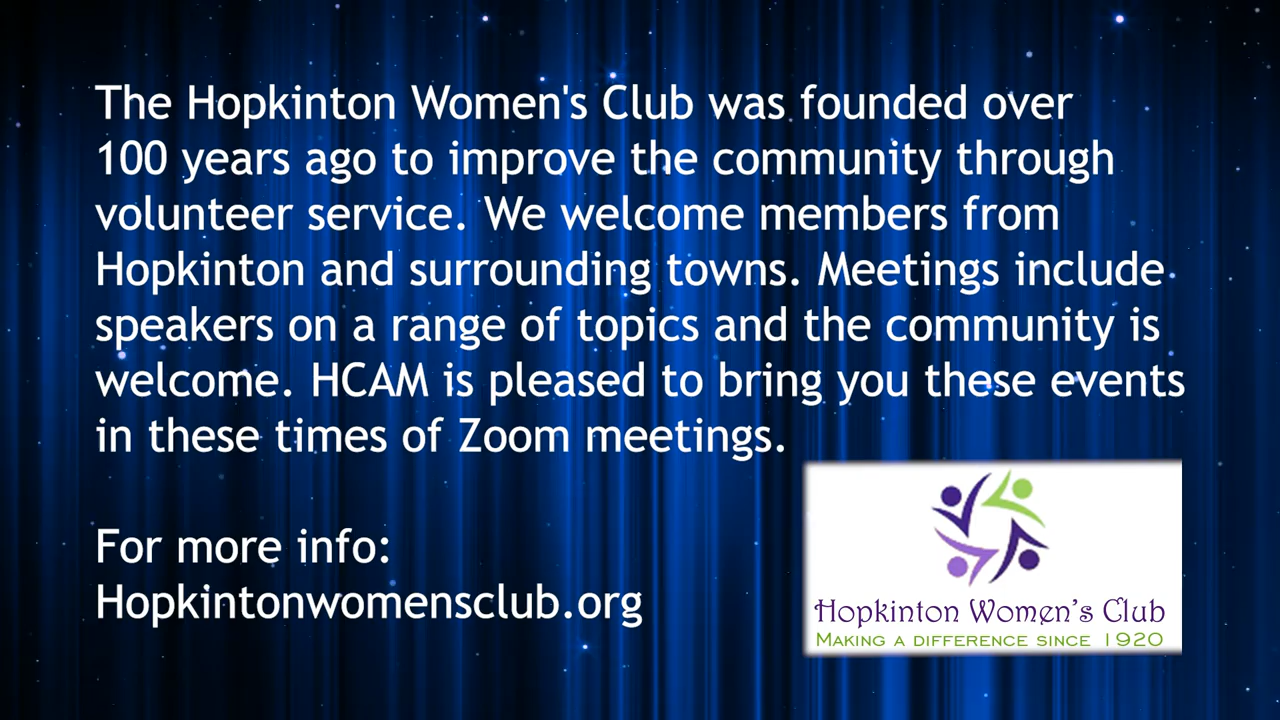 The Hopkinton Women's Club was founded over
100 years ago to improve the community through
volunteer service. We welcome members from
Hopkinton and surrounding towns. Meetings include
speakers on a range of topics and the community is
welcome. HCAM is pleased to bring you these events
in these times of Zoom meetings.
For more info:
Hopkintonwomensclub.org
Hopkinton Women's Club
MAKING A DIFFERENCE SINCE 1920